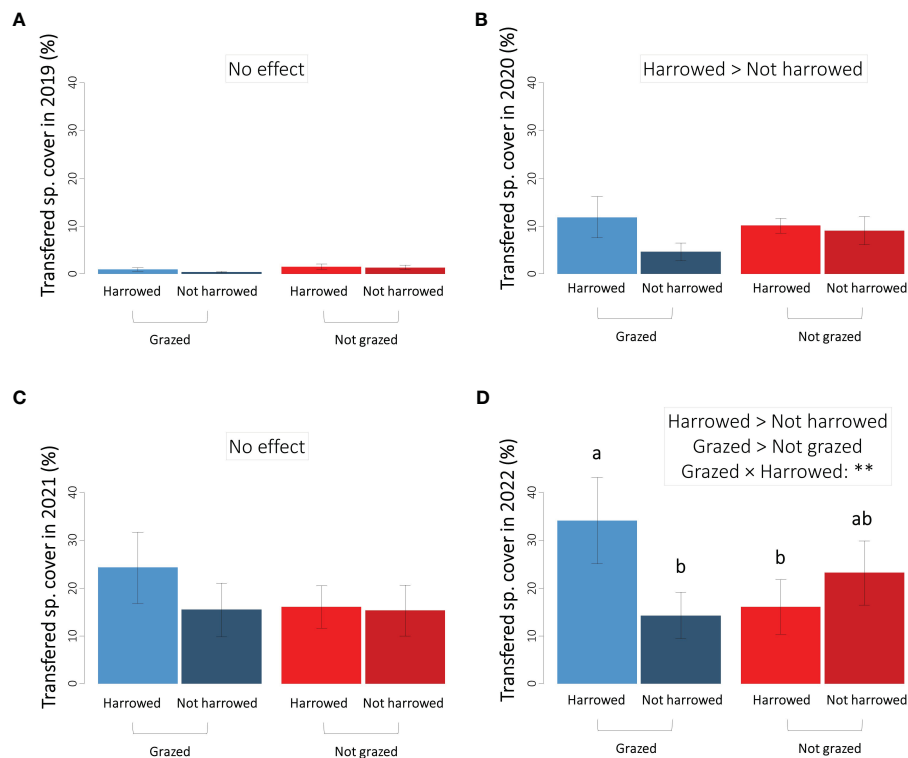 A
Transfered sp. cover in 2019 (%)
No effect
40
30
20
10
0
Harrowed
Not harrowed
Harrowed
Not harrowed
Grazed
Not grazed
B
Transfered sp. cover in 2020 (%)
Harrowed > Not harrowed
40
30
20
10
0
Harrowed
Not harrowed
Harrowed
Not harrowed
Grazed
Not grazed
C
Transfered sp. cover in 2021 (%)
No effect
40
30
20
10
0
Harrowed
Not harrowed
Harrowed
Not harrowed
Grazed
Not grazed
D
Transfered sp. cover in 2022 (%)
Harrowed > Not harrowed
Grazed > Not grazed
Grazed × Harrowed: **
a
b
b
ab
40
30
20
10
0
Harrowed
Not harrowed
Harrowed
Not harrowed
Grazed
Not grazed